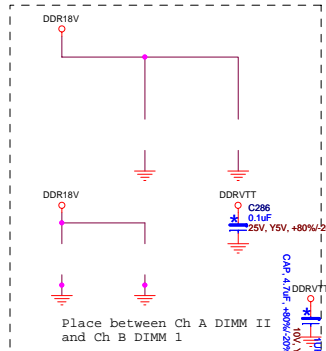 DDR18V
DDR18V
DDRVTT
C286
0.1uF
25V, Y5V, +80%/-2
CAP, 4.7uF, +80%/-20%
DDRVT
10V,
Place between Ch A DIMM II
and Ch B DIMM 1